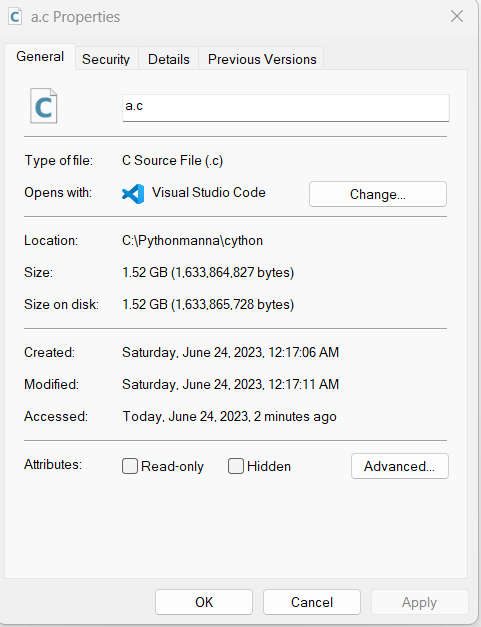 a.c Properties
General Security Details Previous Versions
C
a.c
Type of file: C Source File (.c)
Opens with: Visual Studio Code Change...
Location: C:\Pythonmanna\cython
Size: 1.52 GB (1,633,864,827 bytes)
Size on disk: 1.52 GB (1,633,865,728 bytes)
Created: Saturday, June 24, 2023, 12:17:06 AM
Modified: Saturday, June 24, 2023, 12:17:11 AM
Accessed: Today, June 24, 2023, 2 minutes ago
Attributes: Read-only Hidden Advanced...
OK Cancel Apply